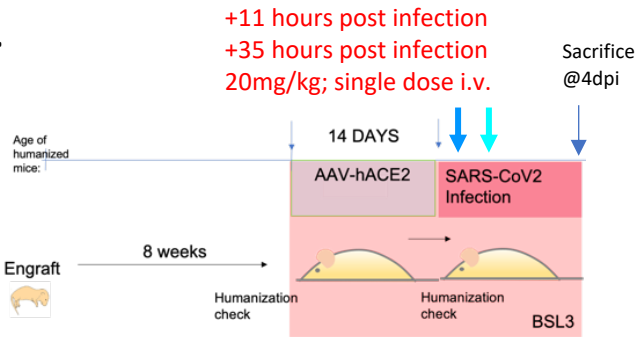 +11 hours post infection
+35 hours post infection
20mg/kg; single dose i.v.
Sacrifice
@4dpi
Age of
humanized
mice:
14 DAYS
AAV-hACE2
SARS-CoV2
Infection
8 weeks
Engraft
Humanization
check
Humanization
check
BSL3